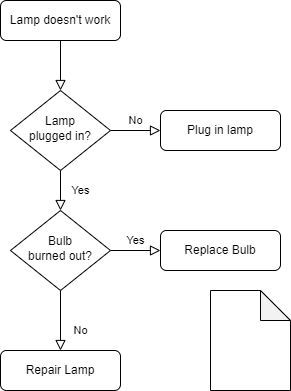 Lamp doesn't work
Lamp
plugged in?
No
Plug in lamp
Yes
Bulb
burned out?
Yes
Replace Bulb
No
Repair Lamp